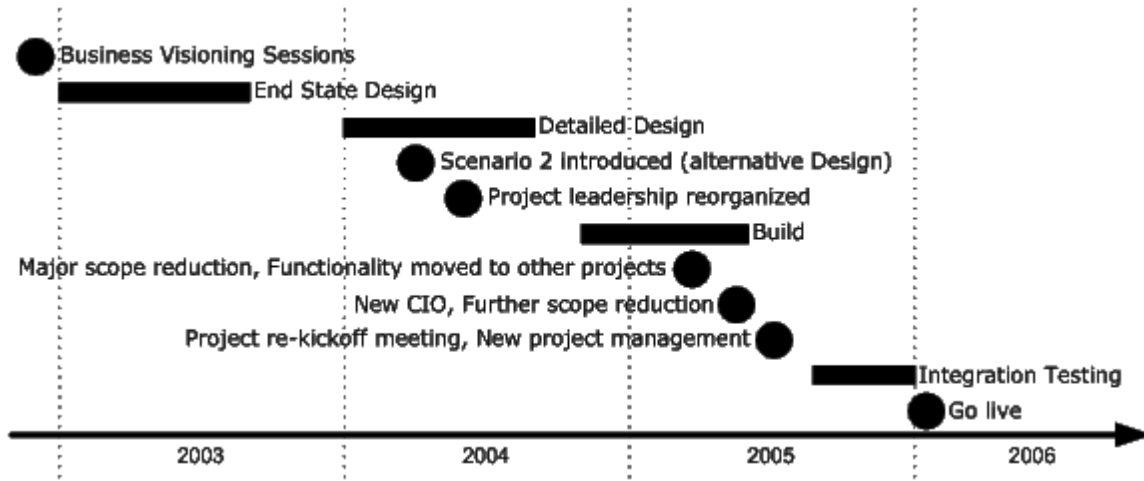 Business Visioning Sessions
End State Design
Detailed Design
Scenario 2 introduced (alternative Design)
Project leadership reorganized
Build
Major scope reduction, Functionality moved to other projects
New CIO, Further scope reduction
Project re-kickoff meeting, New project management
Integration Testing
Go live
2003 2004 2005 2006